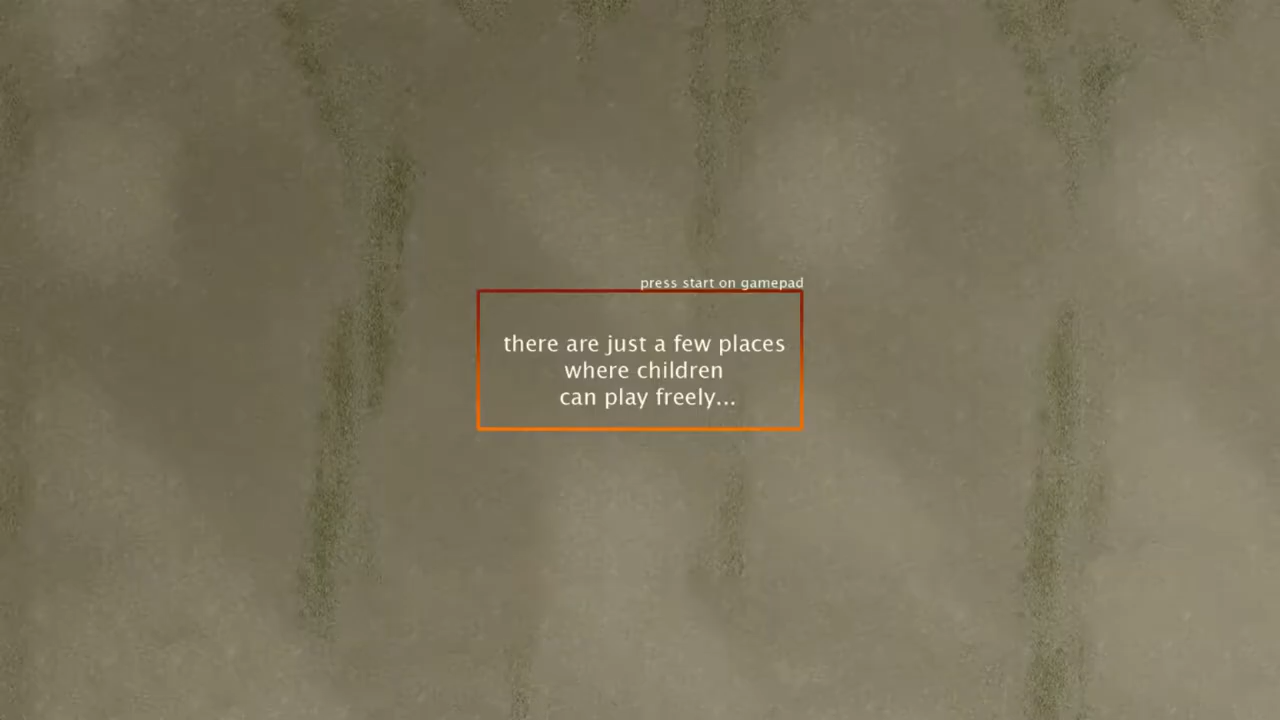 press start on gamepad
there are just a few places
where children
can play freely...